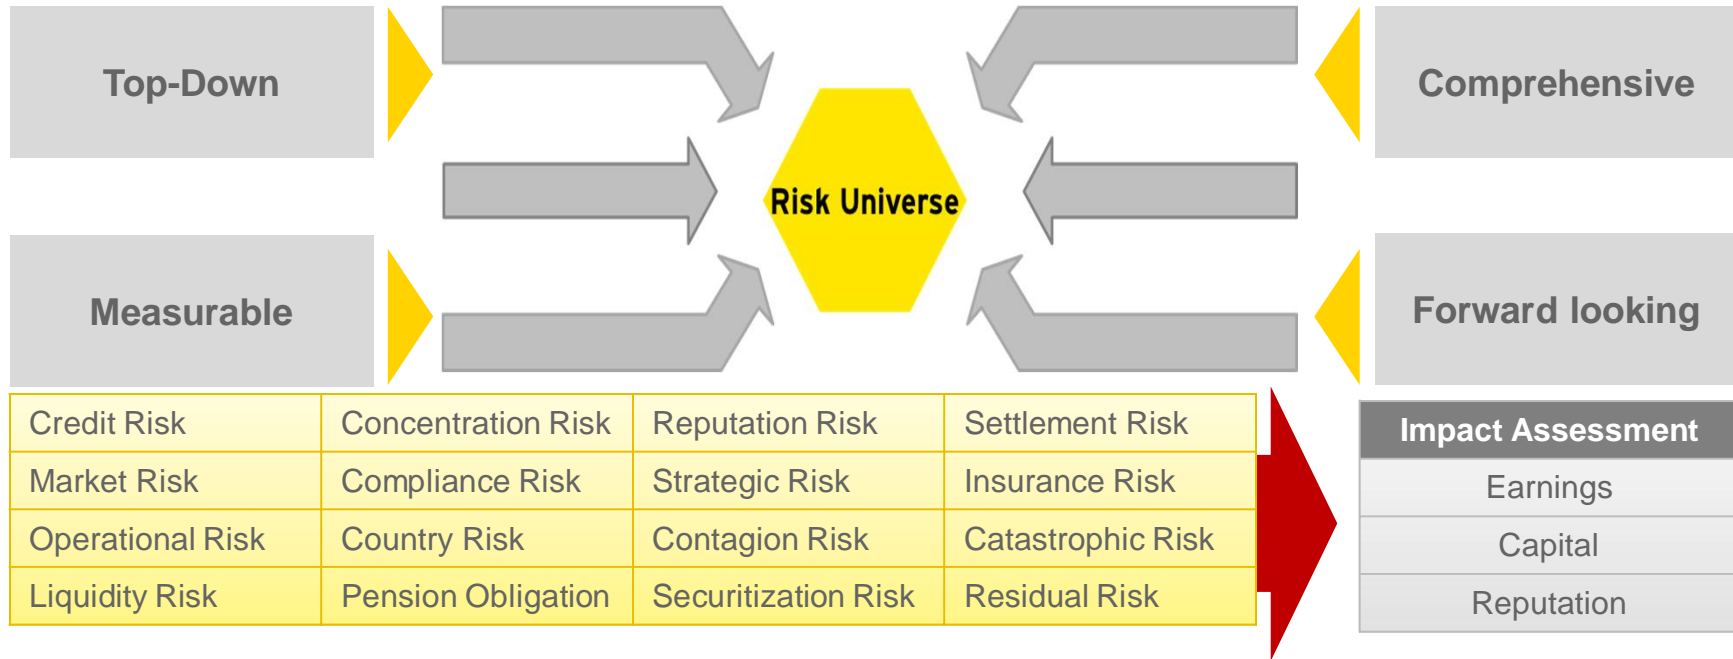 Top-Down
Comprehensive
Risk Universe
Measurable
Forward looking
Credit Risk
Concentration Risk
Reputation Risk
Settlement Risk
Market Risk
Compliance Risk
Strategic Risk
Insurance Risk
Operational Risk
Country Risk
Contagion Risk
Catastrophic Risk
Liquidity Risk
Pension Obligation
Securitization Risk
Residual Risk
Impact Assessment
Earnings
Capital
Reputation